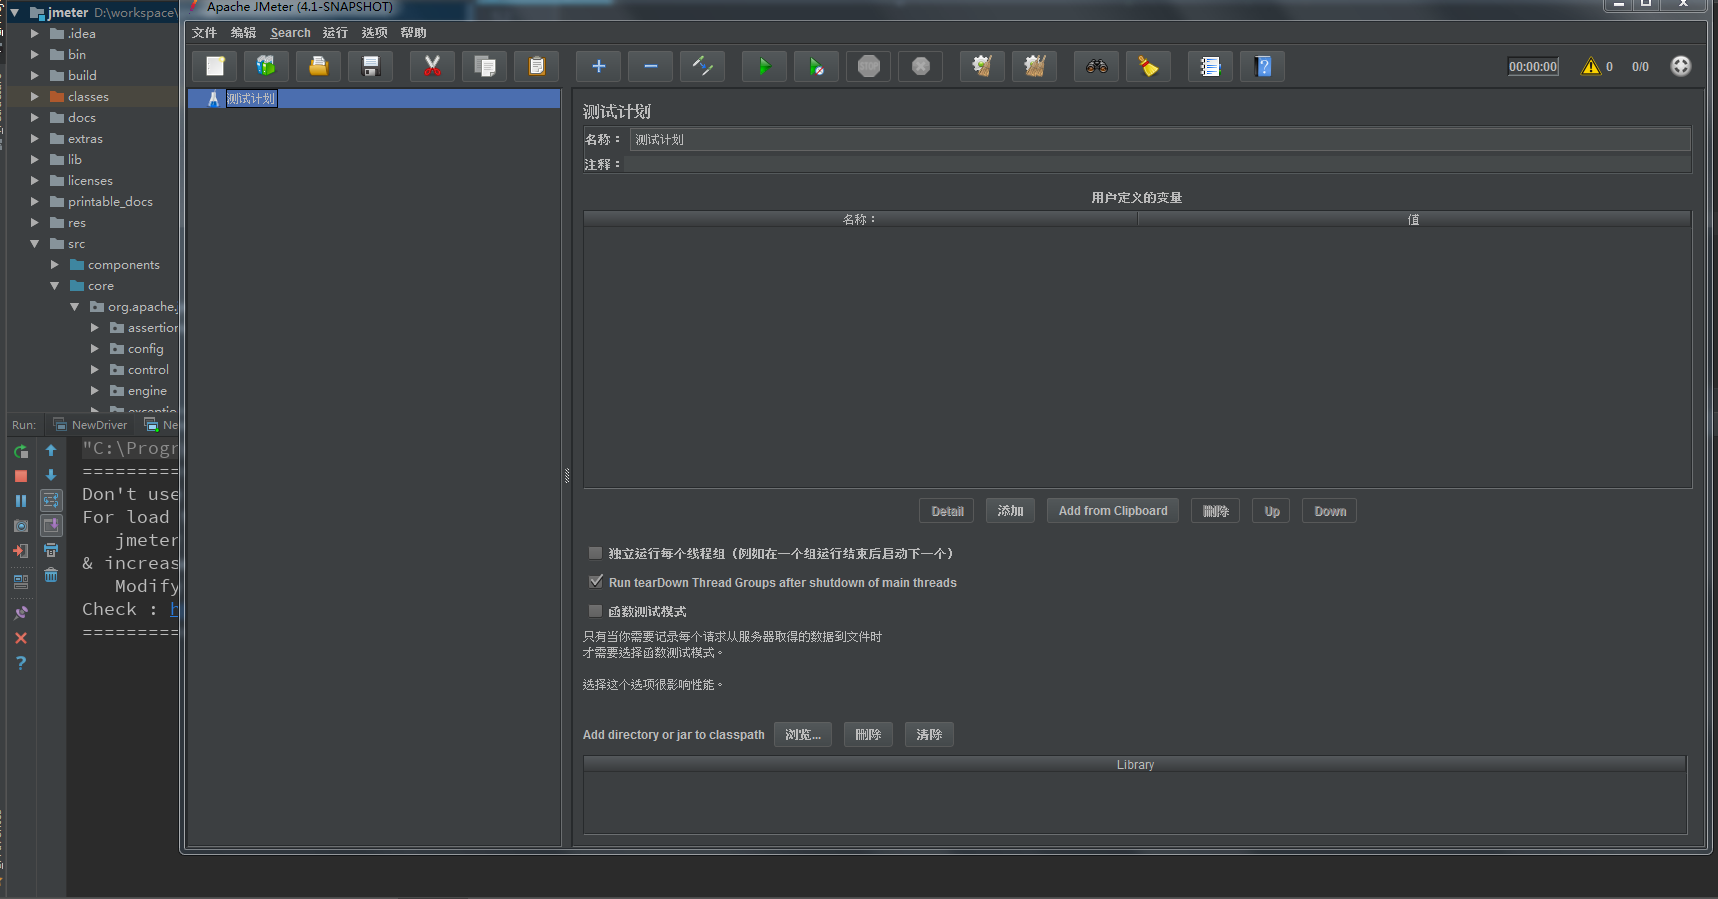 jmeter D:\workspace\
.idea
bin
build
classes
docs
extras
lib
licenses
printable_docs
res
src
components
core
org.apache.
assertion
config
control
engine
exceptio
Run:
NewDriver
Ne
"C:\Progr
==========
Don't use
For load
jmeter
& increas
Modify
Check : h
==========
Apache JMeter (4.1-SNAPSHOT)
文件 编辑 Search 运行 选项 帮助
STOP
00:00:00 0 0/0
测试计划
测试计划
名称： 测试计划
注释：
用户定义的变量
名称： 值
Detail 添加 Add from Clipboard 删除 Up Down
独立运行每个线程组（例如在一个组运行结束后启动下一个）
Run tearDown Thread Groups after shutdown of main threads
函数测试模式
只有当你需要记录每个请求从服务器取得的数据到文件时
才需要选择函数测试模式。
选择这个选项很影响性能。
Add directory or jar to classpath 浏览... 删除 清除
Library